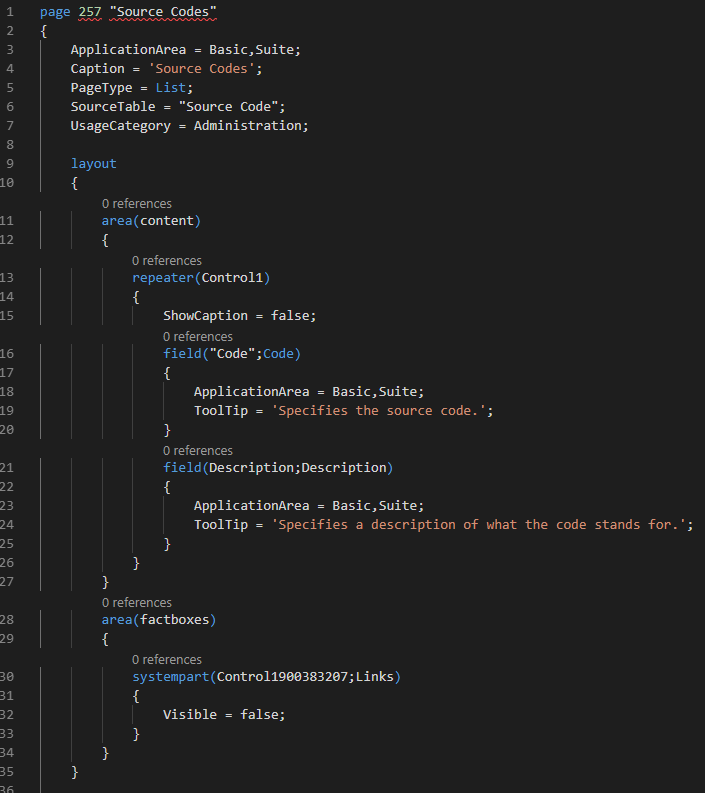 1 page 257 "Source Codes"
2 {
3 ApplicationArea = Basic,Suite;
4 Caption = 'Source Codes';
5 PageType = List;
6 SourceTable = "Source Code";
7 UsageCategory = Administration;
8
9 layout
10 {
0 references
11 area(content)
12 {
0 references
13 repeater(Control1)
14 {
15 ShowCaption = false;
0 references
16 field("Code";Code)
17 {
18 ApplicationArea = Basic,Suite;
19 ToolTip = 'Specifies the source code.';
20 }
0 references
21 field(Description;Description)
22 {
23 ApplicationArea = Basic,Suite;
24 ToolTip = 'Specifies a description of what the code stands for.';
25 }
26 }
27 }
0 references
28 area(factboxes)
29 {
0 references
30 systempart(Control1900383207;Links)
31 {
32 Visible = false;
33 }
34 }
35 }
36